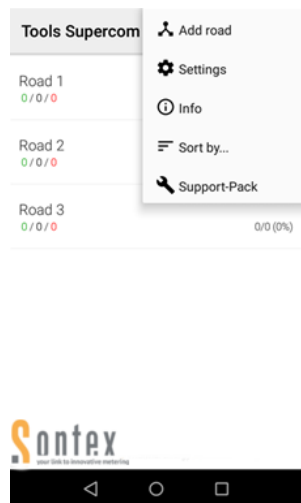 Tools Supercom
Add road
Settings
Info
Sort by...
Support-Pack
Road 1
0/0/0
Road 2
0/0/0
Road 3
0/0/0
0/0 (0%)
Sontex
your link to innovative metering